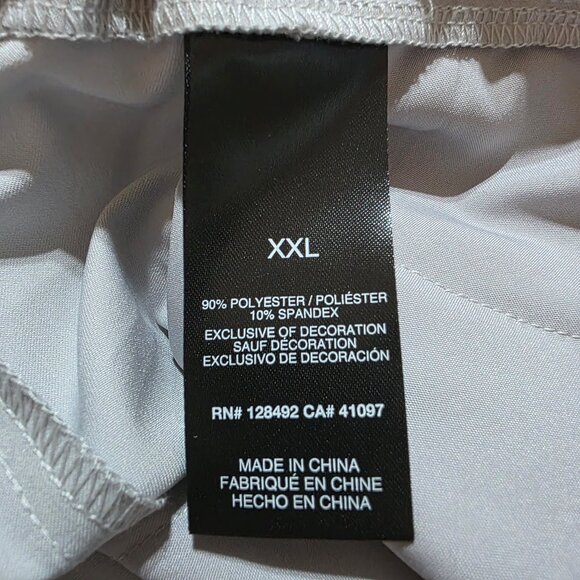 XXL
90% POLYESTER / POLIÉSTER
10% SPANDEX
EXCLUSIVE OF DECORATION
SAUF DÉCORATION
EXCLUSIVO DE DECORACIÓN
RN# 128492 CA# 41097
MADE IN CHINA
FABRIQUÉ EN CHINE
HECHO EN CHINA